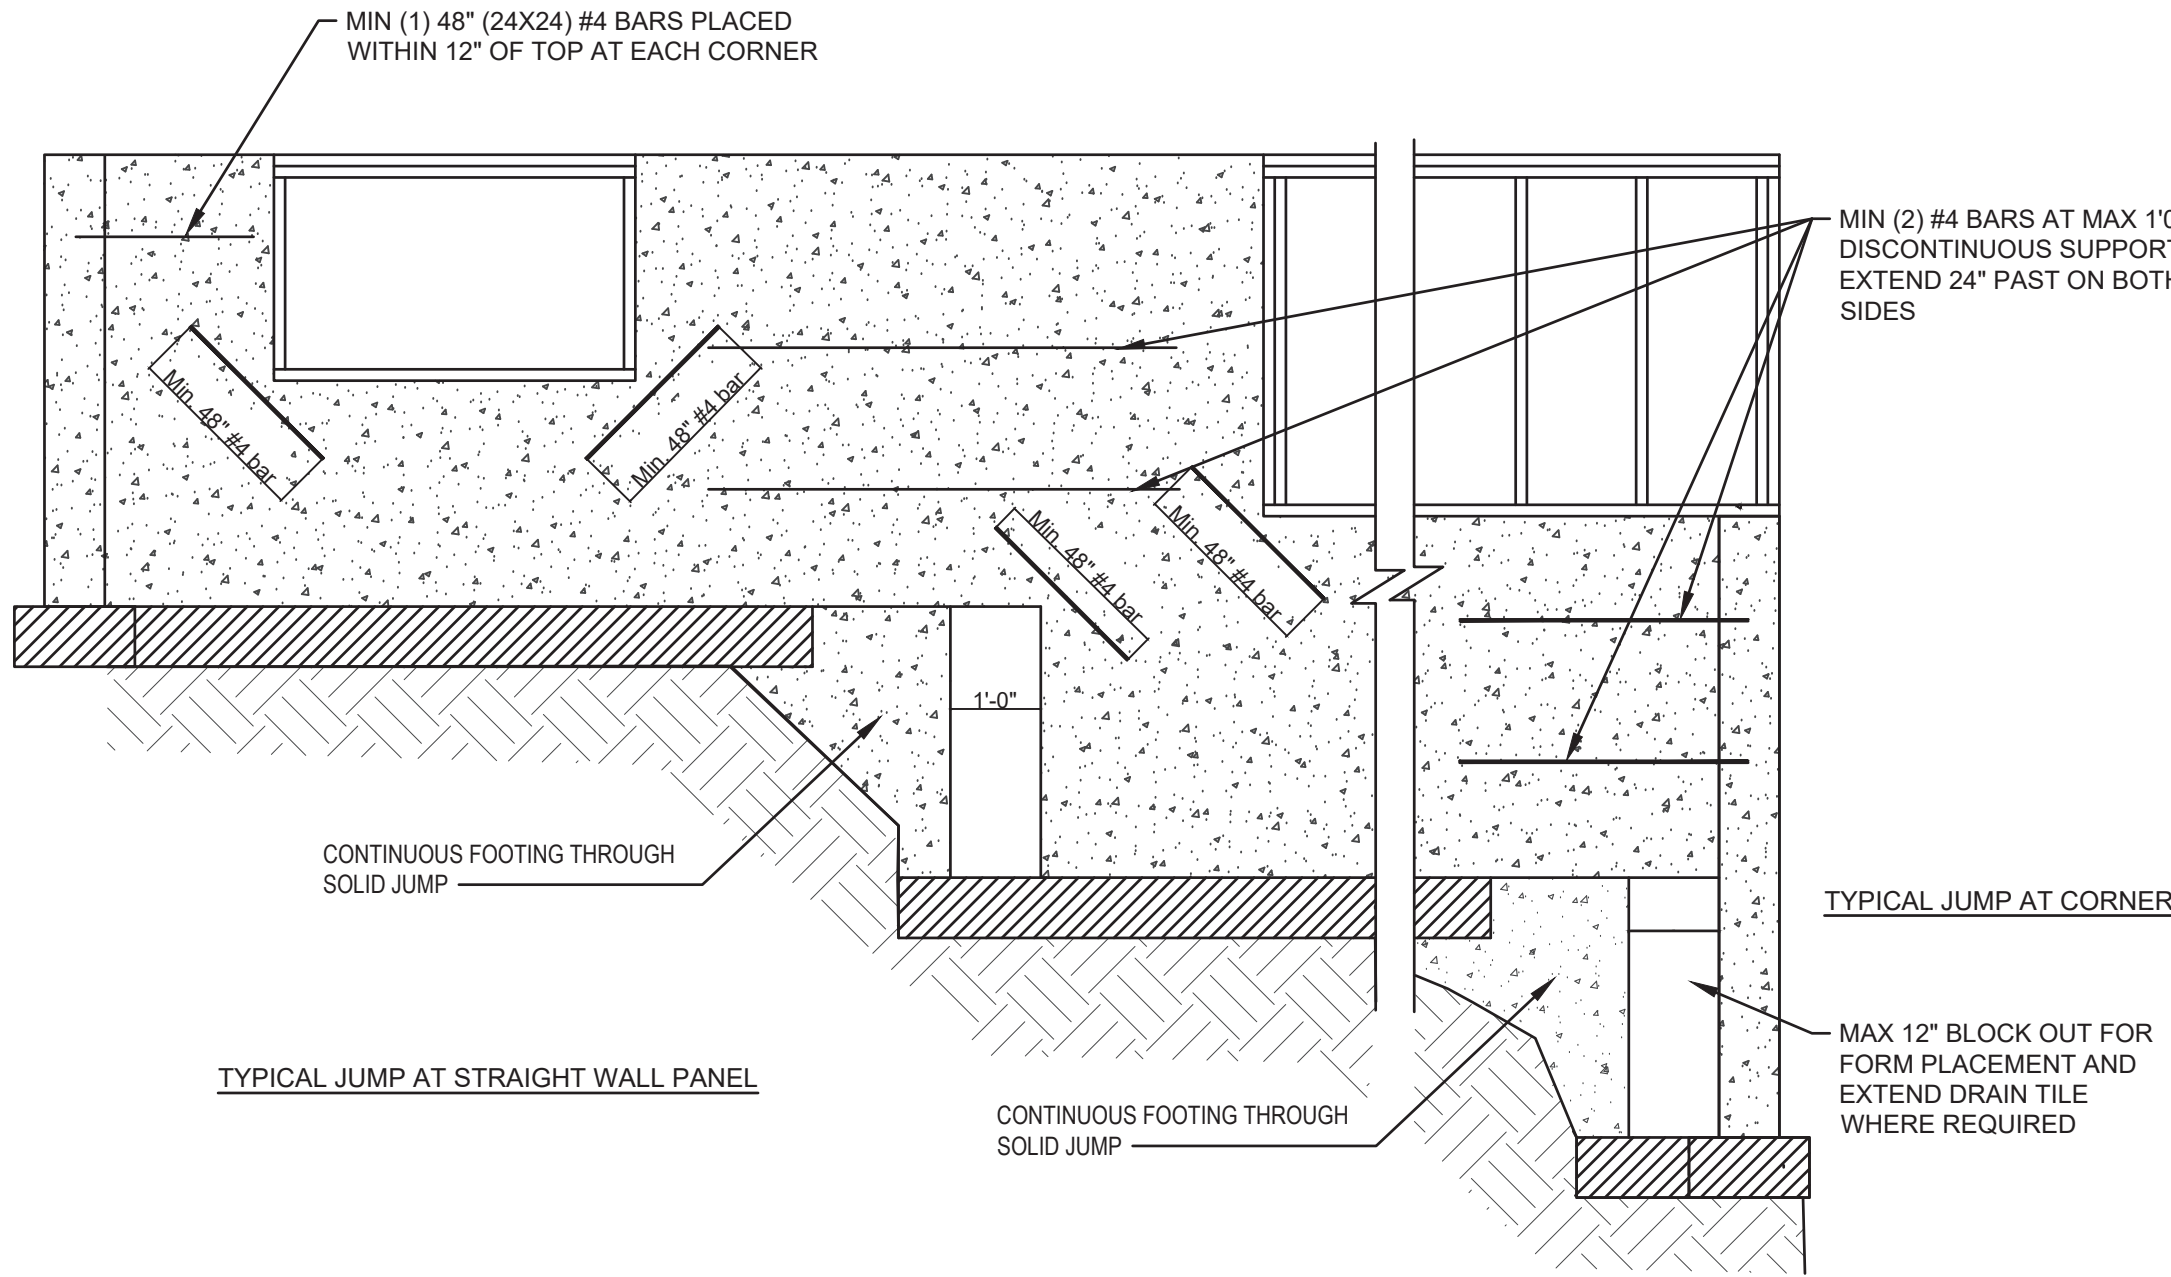 MIN (1) 48" (24X24) #4 BARS PLACED
WITHIN 12" OF TOP AT EACH CORNER
MIN (2) #4 BARS AT MAX 1'0
DISCONTINUOUS SUPPORT
EXTEND 24" PAST ON BOTH
SIDES
Min. 48" #4 bar
Min. 48" #4 bar
Min. 48" #4 bar
Min. 48" #4 bar
1'-0"
CONTINUOUS FOOTING THROUGH
SOLID JUMP
TYPICAL JUMP AT CORNER
TYPICAL JUMP AT STRAIGHT WALL PANEL
MAX 12" BLOCK OUT FOR
FORM PLACEMENT AND
EXTEND DRAIN TILE
WHERE REQUIRED
CONTINUOUS FOOTING THROUGH
SOLID JUMP